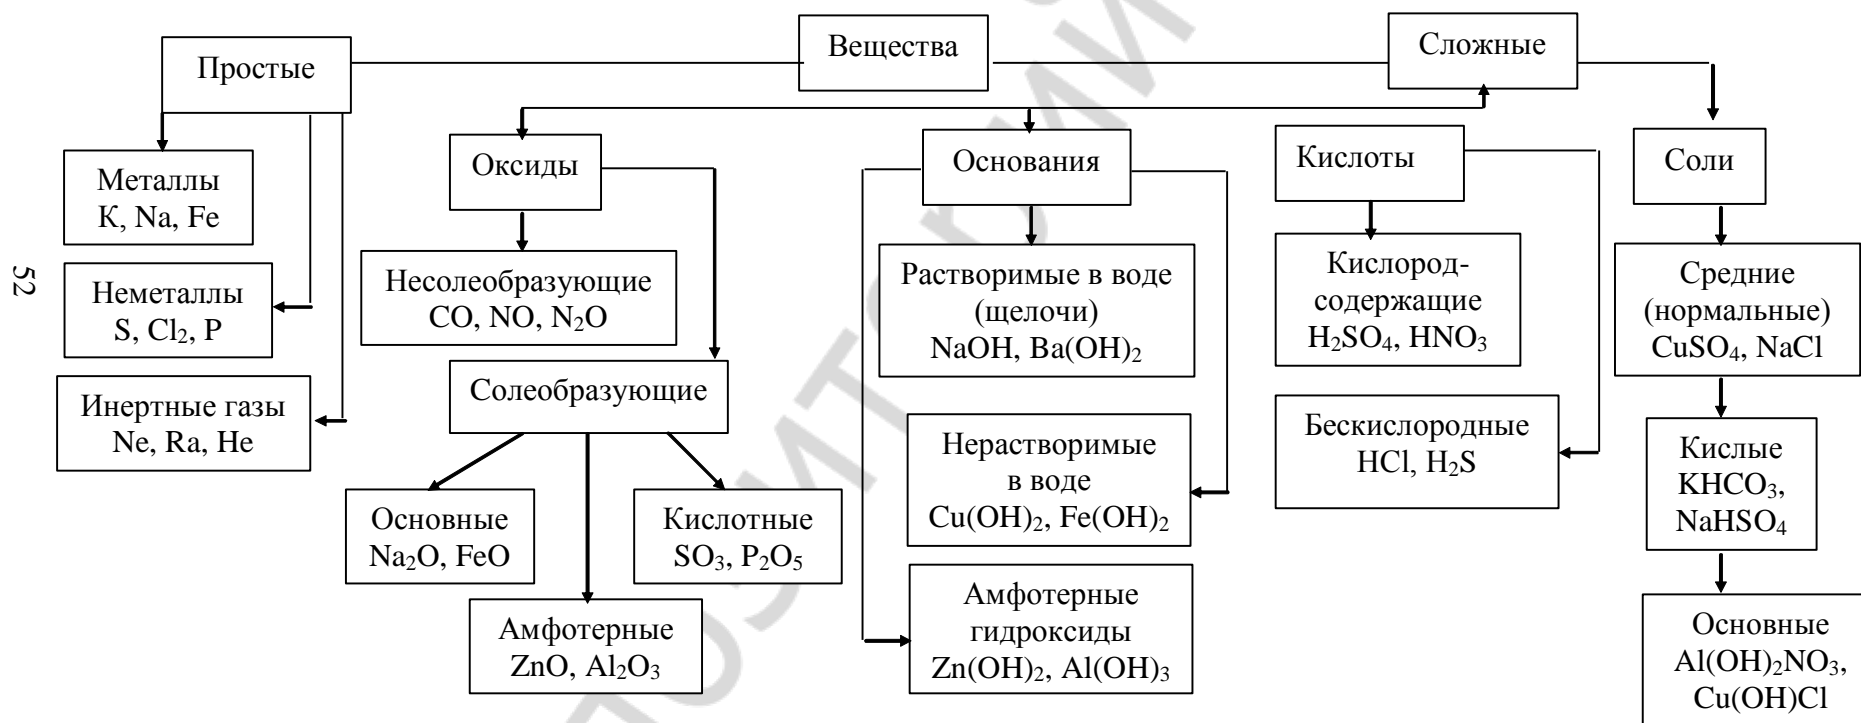 Вещества
Простые
Сложные
Металлы
K, Na, Fe
Неметаллы
S, Cl₂, P
Инертные газы
Ne, Ra, He
Оксиды
Несолеобразующие
CO, NO, N₂O
Солеобразующие
Основные
Na₂O, FeO
Кислотные
SO₃, P₂O₅
Амфотерные
ZnO, Al₂O₃
Основания
Растворимые в воде
(щелочи)
NaOH, Ba(OH)₂
Нерастворимые
в воде
Cu(OH)₂, Fe(OH)₂
Амфотерные
гидроксиды
Zn(OH)₂, Al(OH)₃
Кислоты
Кислород-
содержащие
H₂SO₄, HNO₃
Бескислородные
HCl, H₂S
Соли
Средние
(нормальные)
CuSO₄, NaCl
Кислые
KHCO₃,
NaHSO₄
Основные
Al(OH)₂NO₃,
Cu(OH)Cl
52